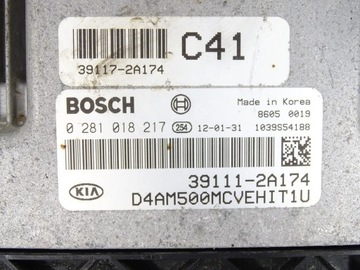 C41
39117-2A174
BOSCH
Made in Korea
8605 0019
0 281 018 217 254 12-01-31 1039S54188
KIA
39111-2A174
D4AM500MCVEHIT1U